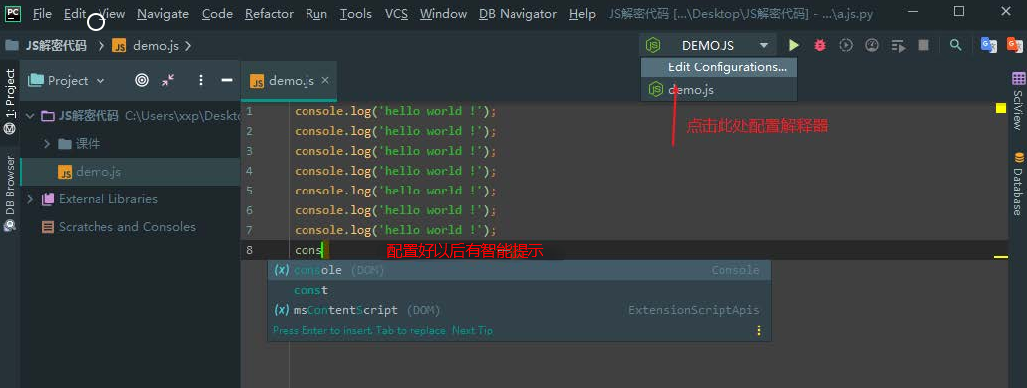 PC File Edit View Navigate Code Refactor Run Tools VCS Window DB Navigator Help JS解密代码 [...\Desktop\JS解密代码] - ...\a.js.py
JS解密代码 JS demo.js JS DEMOJS
Edit Configurations...
demo.js
点击此处配置解释器
1: Project
DB Browser
Project
JS解密代码 C:\Users\xxp\Deskto
课件
JS demo.js
External Libraries
Scratches and Consoles
JS demo.js
1 console.log('hello world !');
2 console.log('hello world !');
3 console.log('hello world !');
4 console.log('hello world !');
5 console.log('hello world !');
6 console.log('hello world !');
7 console.log('hello world !');
8 cons 配置好以后有智能提示
(x) console (DOM) Console
const
(x) msContentScript (DOM) ExtensionScriptApis
Press Enter to insert, Tab to replace Next Tip
SciView
Database